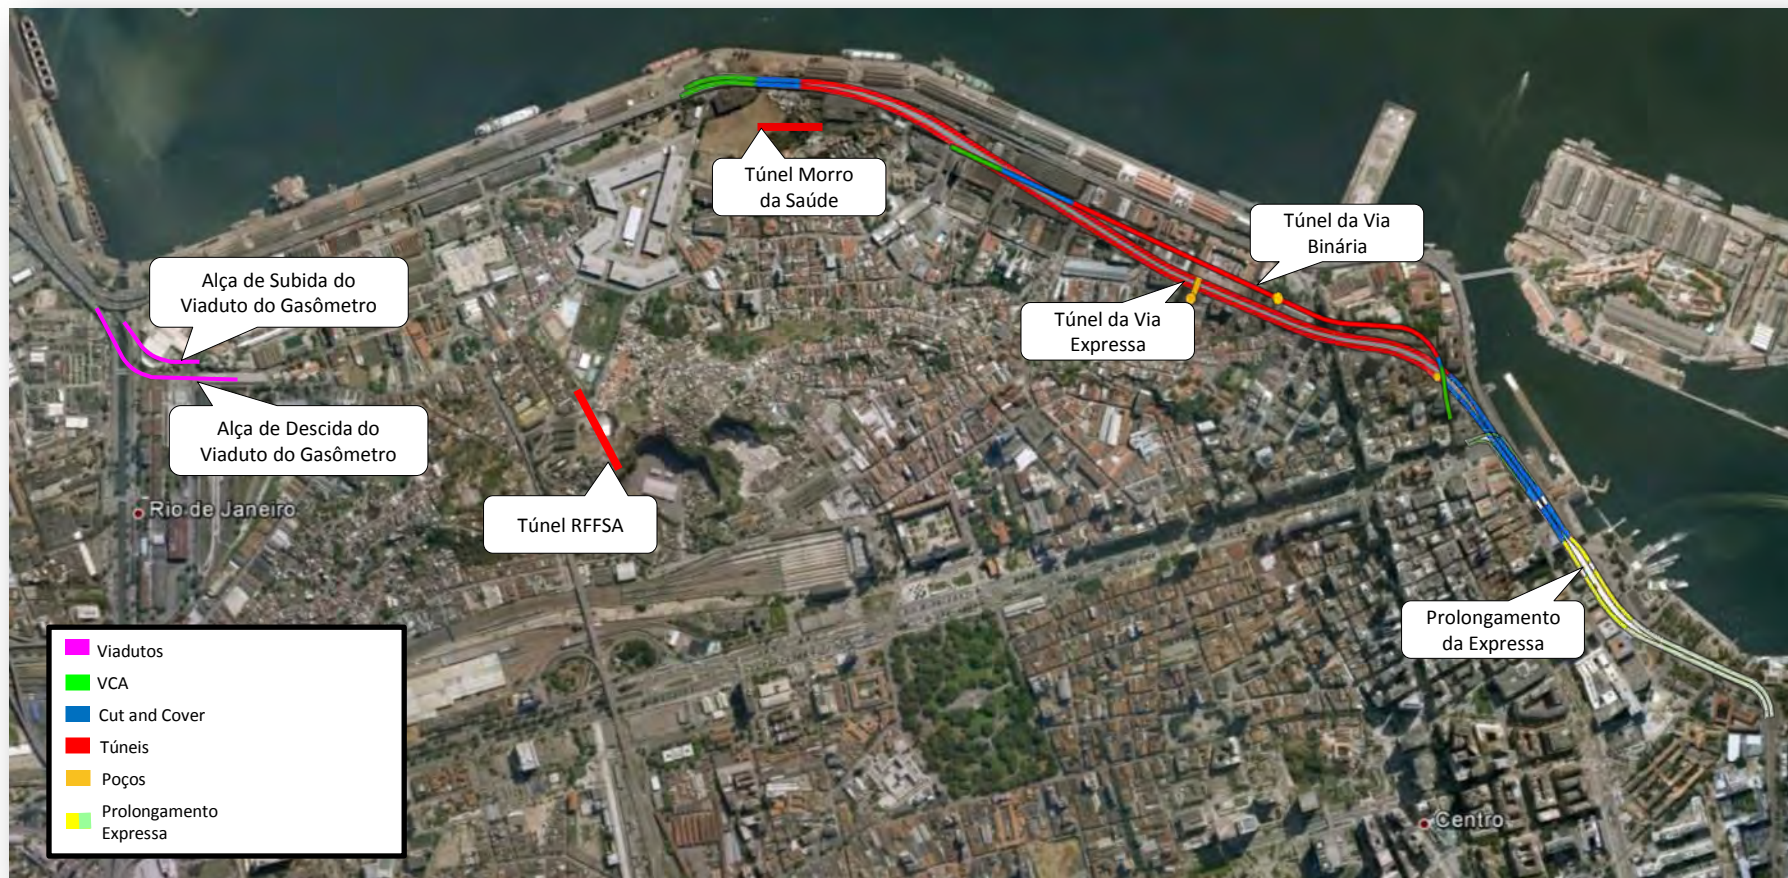 Túnel Morro
da Saúde
Túnel da Via
Binária
Alça de Subida do
Viaduto do Gasômetro
Túnel da Via
Expressa
Alça de Descida do
Viaduto do Gasômetro
Rio de Janeiro
Túnel RFFSA
Prolongamento
da Expressa
Viadutos
VCA
Cut and Cover
Túneis
Poços
Prolongamento
Expressa
Centro